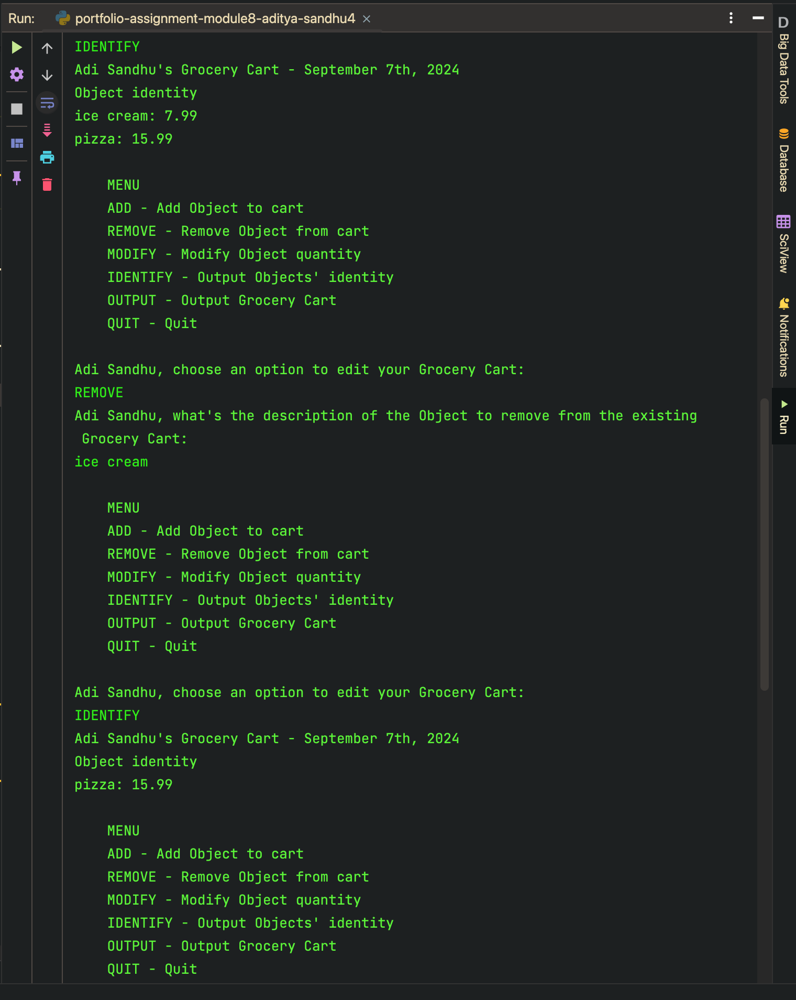 Run: portfolio-assignment-module8-aditya-sandhu4
IDENTIFY
Adi Sandhu's Grocery Cart - September 7th, 2024
Object identity
ice cream: 7.99
pizza: 15.99
MENU
ADD - Add Object to cart
REMOVE - Remove Object from cart
MODIFY - Modify Object quantity
IDENTIFY - Output Objects' identity
OUTPUT - Output Grocery Cart
QUIT - Quit
Adi Sandhu, choose an option to edit your Grocery Cart:
REMOVE
Adi Sandhu, what's the description of the Object to remove from the existing
Grocery Cart:
ice cream
MENU
ADD - Add Object to cart
REMOVE - Remove Object from cart
MODIFY - Modify Object quantity
IDENTIFY - Output Objects' identity
OUTPUT - Output Grocery Cart
QUIT - Quit
Adi Sandhu, choose an option to edit your Grocery Cart:
IDENTIFY
Adi Sandhu's Grocery Cart - September 7th, 2024
Object identity
pizza: 15.99
MENU
ADD - Add Object to cart
REMOVE - Remove Object from cart
MODIFY - Modify Object quantity
IDENTIFY - Output Objects' identity
OUTPUT - Output Grocery Cart
QUIT - Quit
D Big Data Tools
Database
SciView
Notifications
Run